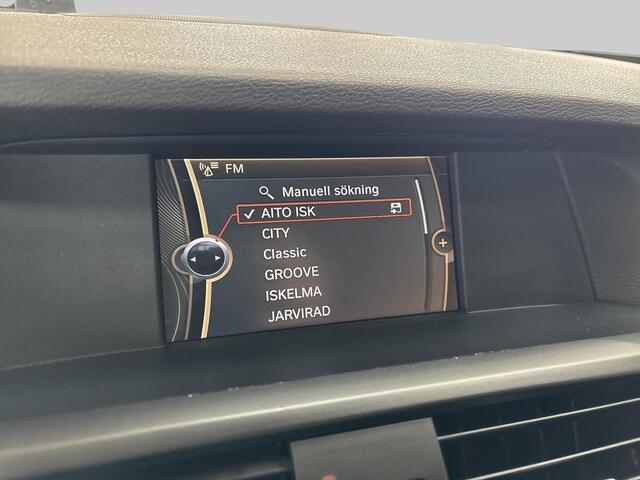 FM
Manuell sökning
AITO ISK
CITY
Classic
GROOVE
ISKELMA
JARVIRAD